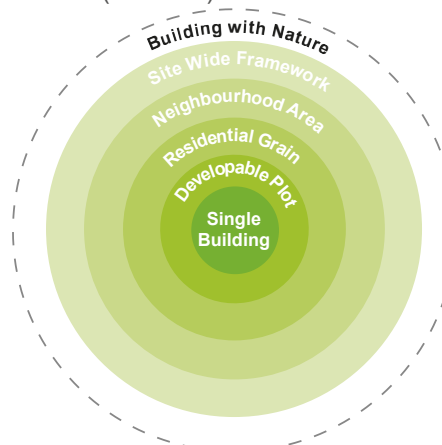 Building with Nature
Site Wide Framework
Neighbourhood Area
Residential Grain
Developable Plot
Single
Building